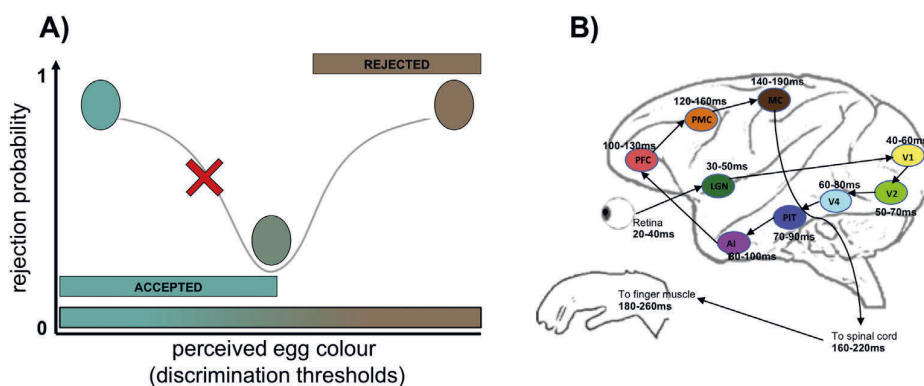 A)
1
REJECTED
rejection probability
ACCEPTED
0
perceived egg colour
(discrimination thresholds)
B)
140-190ms
MC
120-160ms
PMC
40-60ms
V1
100-130ms
PFC
30-50ms
LGN
60-80ms
V4
V2
50-70ms
Retina
20-40ms
PIT
70-90ms
AI
80-100ms
To finger muscle
180-260ms
To spinal cord
160-220ms